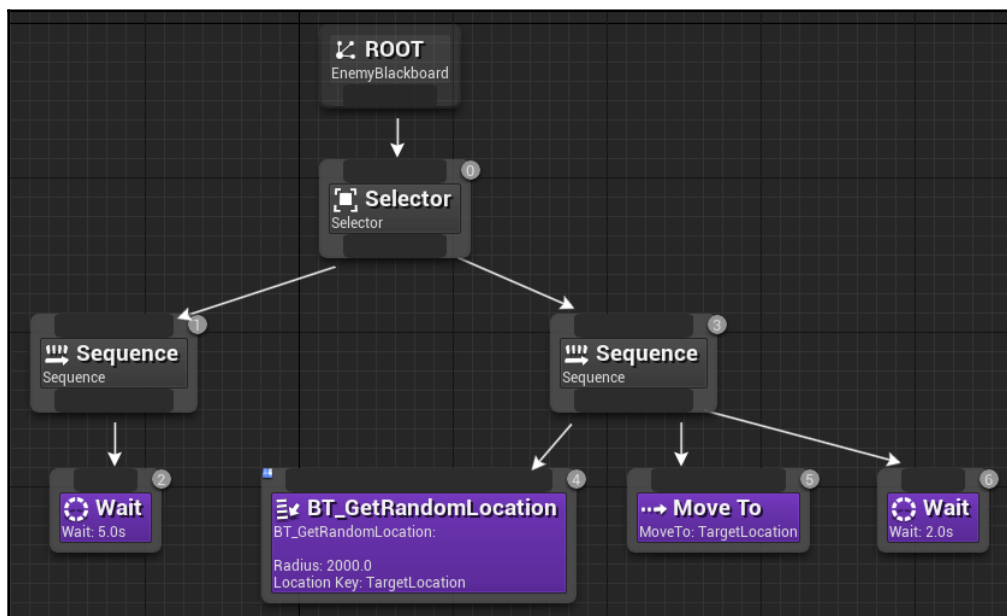 ROOT
EnemyBlackboard
0
Selector
Selector
1
Sequence
Sequence
3
Sequence
Sequence
2
Wait
Wait: 5.0s
4
BT_GetRandomLocation
BT_GetRandomLocation:
Radius: 2000.0
Location Key: TargetLocation
5
Move To
MoveTo: TargetLocation
6
Wait
Wait: 2.0s